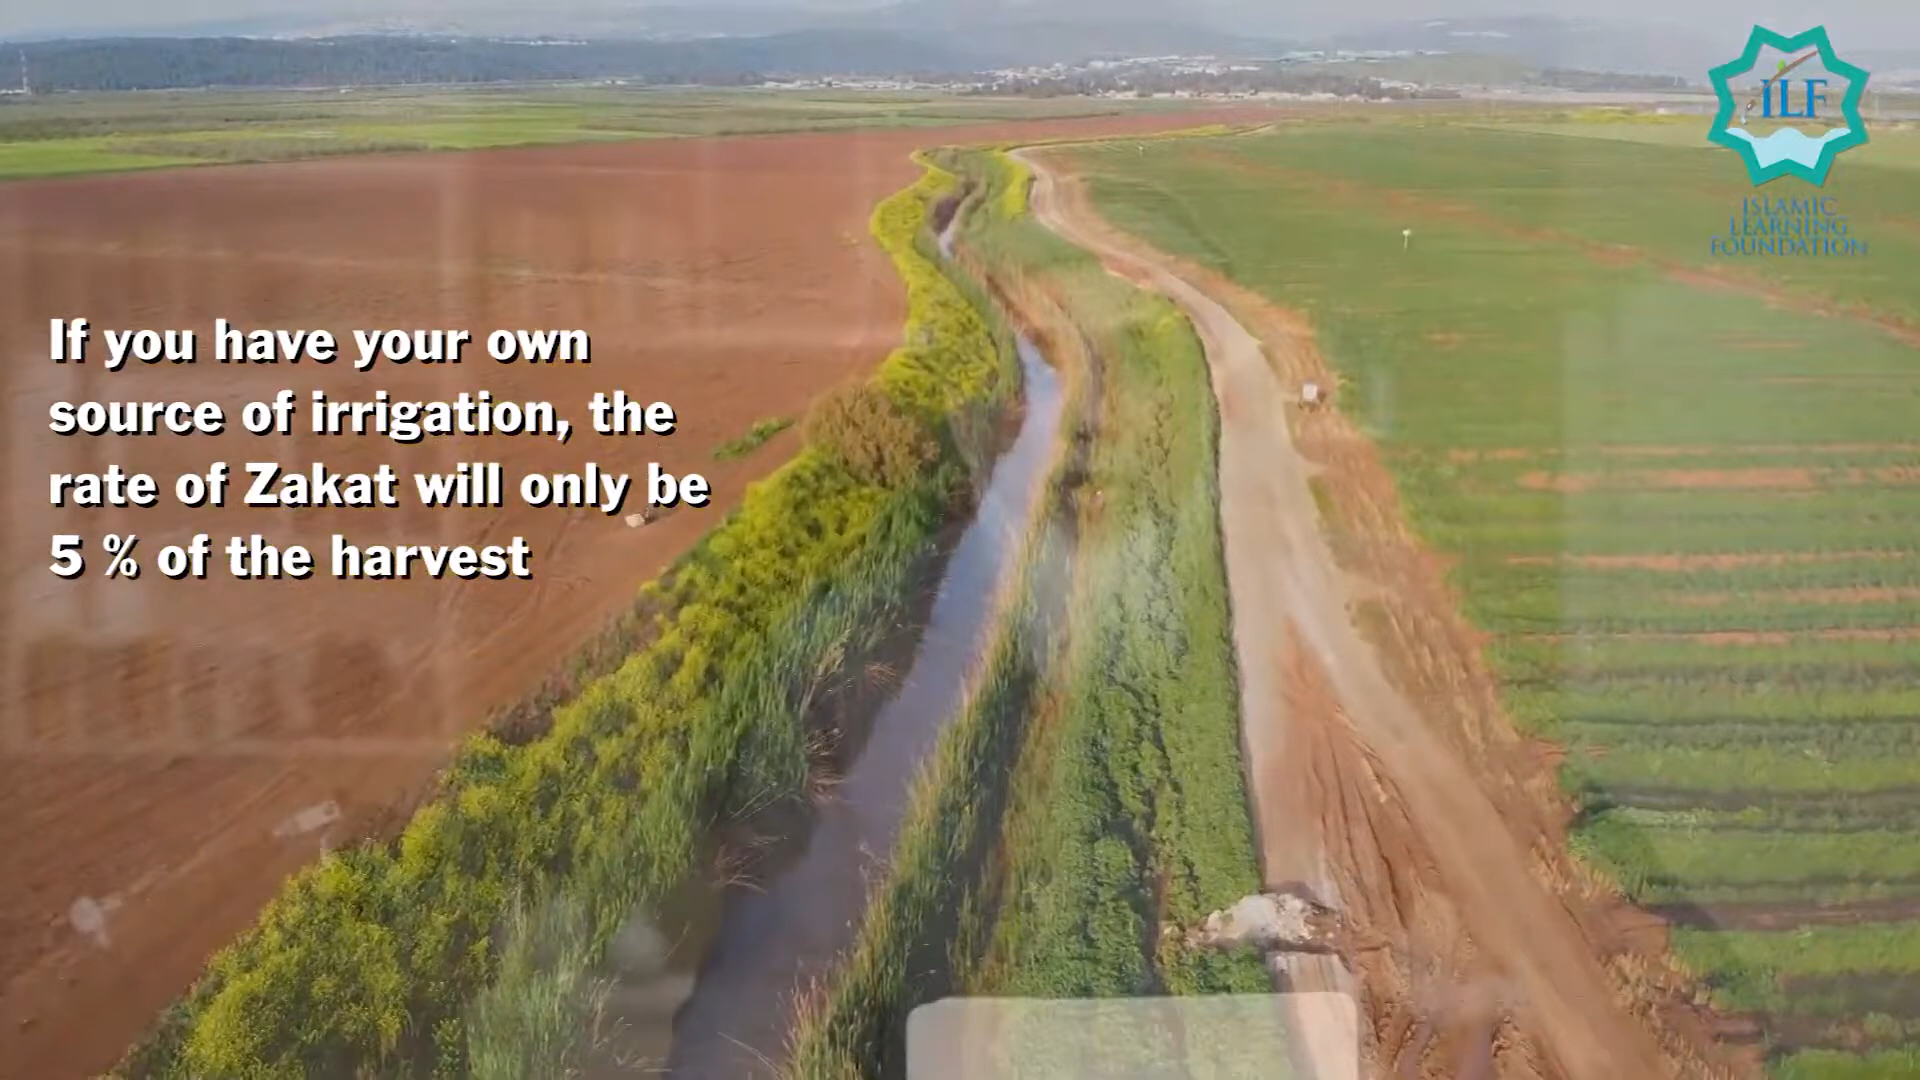 ILF
ISLAMIC
LEARNING
FOUNDATION
If you have your own
source of irrigation, the
rate of Zakat will only be
5 % of the harvest